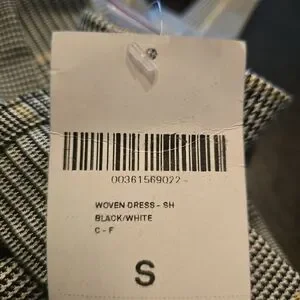 00361569022-
WOVEN DRESS - SH
BLACK/WHITE
C - F
S